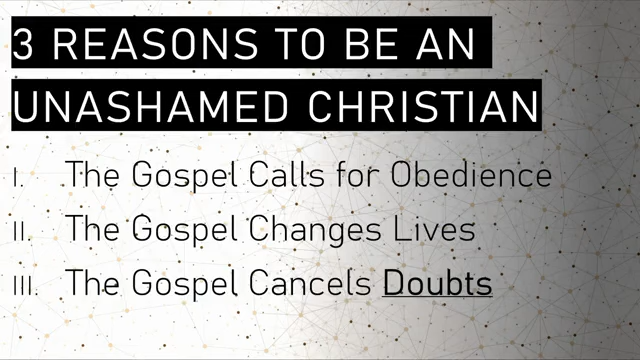 3 REASONS TO BE AN
UNASHAMED CHRISTIAN
I. The Gospel Calls for Obedience
II. The Gospel Changes Lives
III. The Gospel Cancels Doubts